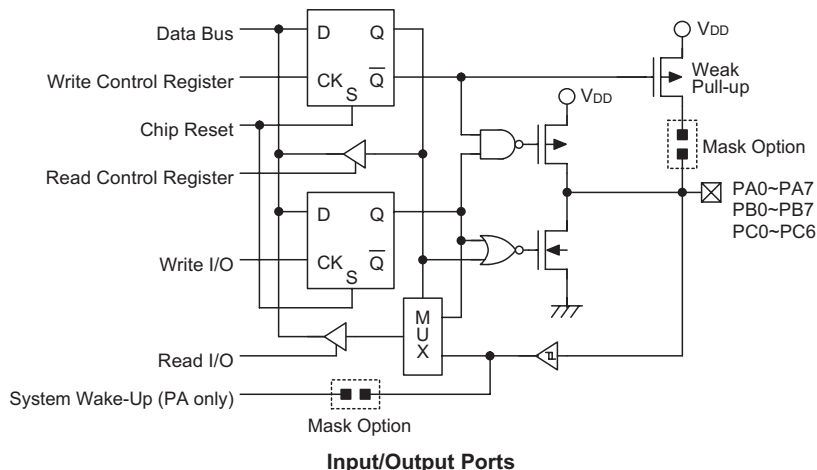 Data Bus
Write Control Register
Chip Reset
Read Control Register
Write I/O
Read I/O
System Wake-Up (PA only)
D Q
CK Q
S
D Q
CK Q
S
M
U
X
VDD
VDD
Weak
Pull-up
Mask Option
PA0~PA7
PB0~PB7
PC0~PC6
Mask Option
Input/Output Ports